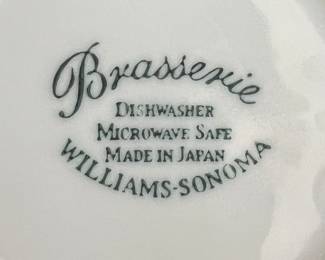 Brasserie
DISHWASHER
MICROWAVE SAFE
MADE IN JAPAN
WILLIAMS-SONOMA